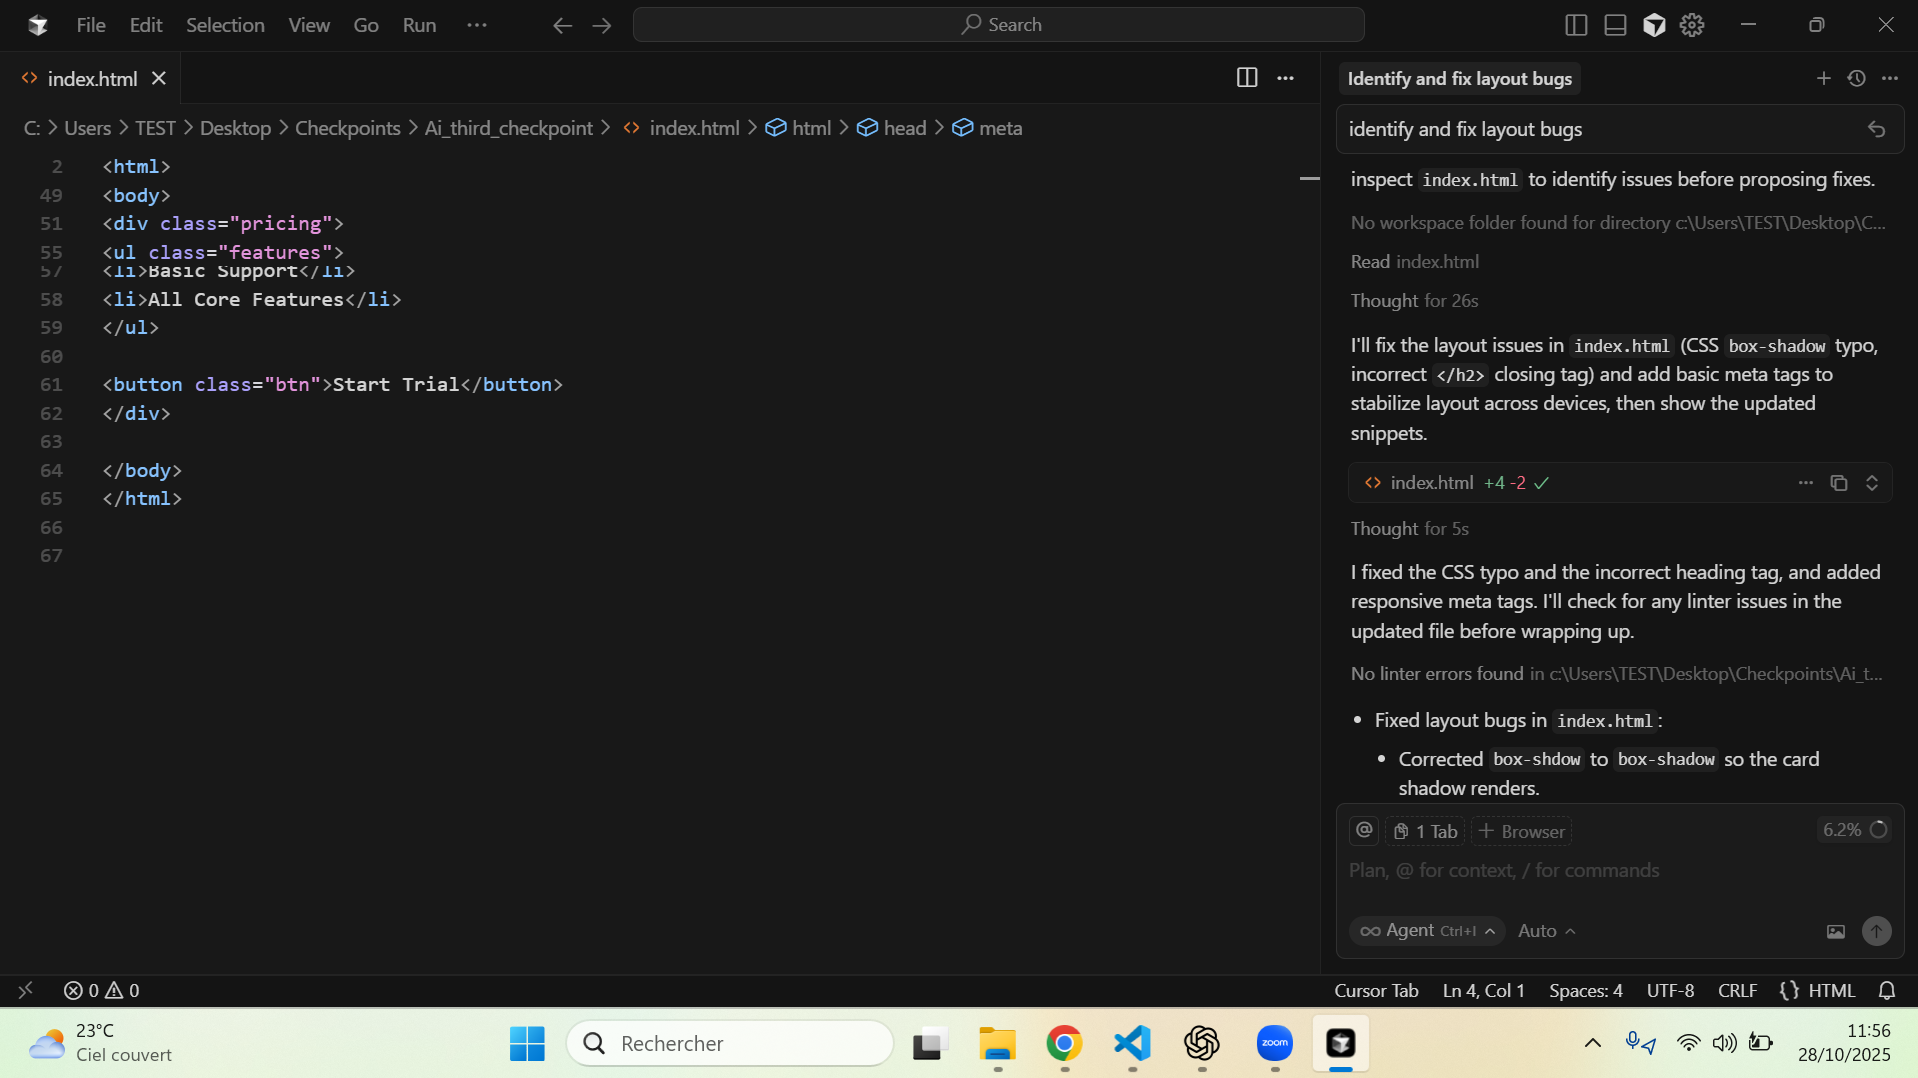 File Edit Selection View Go Run ···
Search
index.html
C: > Users > TEST > Desktop > Checkpoints > Ai_third_checkpoint > index.html > html > head > meta
2 <html>
49 <body>
51 <div class="pricing">
55 <ul class="features">
57 <li>Basic Support</li>
58 <li>All Core Features</li>
59 </ul>
60
61 <button class="btn">Start Trial</button>
62 </div>
63
64 </body>
65 </html>
66
67
Identify and fix layout bugs
identify and fix layout bugs
inspect index.html to identify issues before proposing fixes.
No workspace folder found for directory c:\Users\TEST\Desktop\C...
Read index.html
Thought for 26s
I'll fix the layout issues in index.html (CSS box-shadow typo,
incorrect </h2> closing tag) and add basic meta tags to
stabilize layout across devices, then show the updated
snippets.
index.html +4 -2
Thought for 5s
I fixed the CSS typo and the incorrect heading tag, and added
responsive meta tags. I'll check for any linter issues in the
updated file before wrapping up.
No linter errors found in c:\Users\TEST\Desktop\Checkpoints\Ai_t...
• Fixed layout bugs in index.html:
• Corrected box-shdow to box-shadow so the card
shadow renders.
@ 1 Tab + Browser 6.2%
Plan, @ for context, / for commands
Agent Ctrl+I Auto
0 0
Cursor Tab Ln 4, Col 1 Spaces: 4 UTF-8 CRLF {} HTML
23°C
Ciel couvert
Rechercher
zoom
11:56
28/10/2025